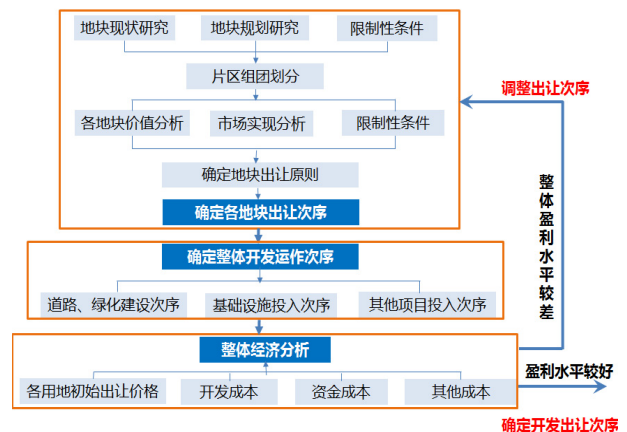 地块现状研究
地块规划研究
限制性条件
片区组团划分
各地块价值分析
市场实现分析
限制性条件
确定地块出让原则
确定各地块出让次序
确定整体开发运作次序
道路、绿化建设次序
基础设施投入次序
其他项目投入次序
整体经济分析
各用地初始出让价格
开发成本
资金成本
其他成本
调整出让次序
整体盈利水平较差
盈利水平较好
确定开发出让次序